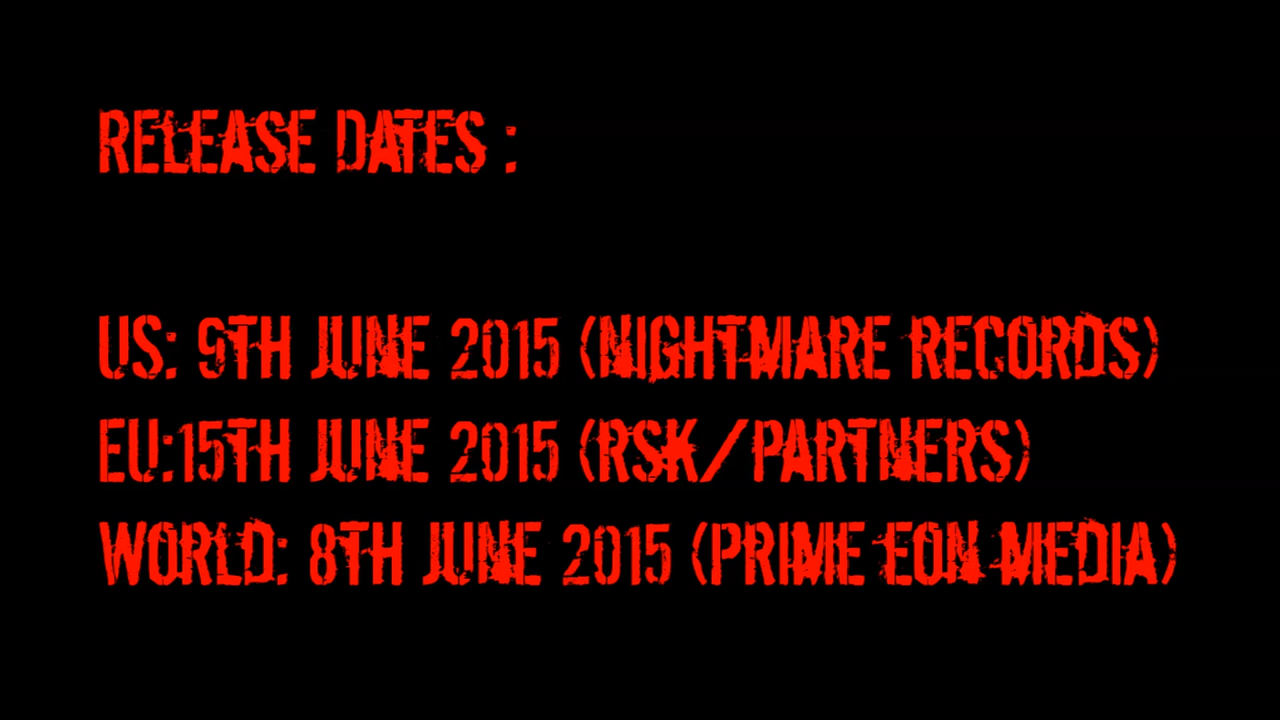 RELEASE DATES :
US: 9TH JUNE 2015 (NIGHTMARE RECORDS)
EU:15TH JUNE 2015 (RSK/PARTNERS)
WORLD: 8TH JUNE 2015 (PRIME EON MEDIA)